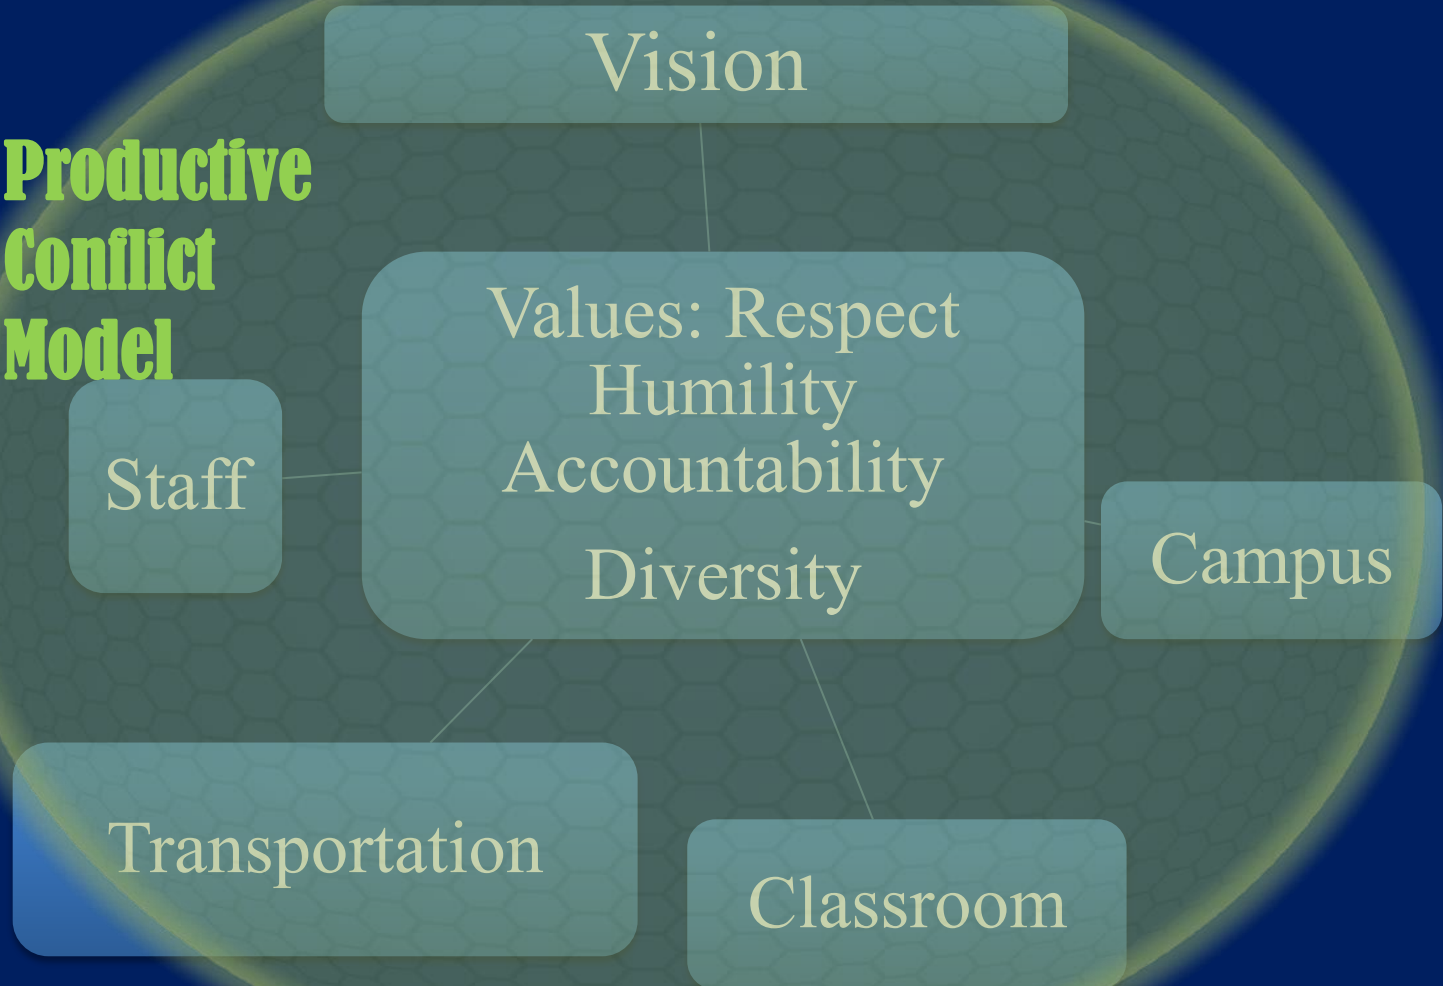 Vision
Productive
Conflict
Model
Values: Respect
Humility
Accountability
Diversity
Staff
Campus
Transportation
Classroom